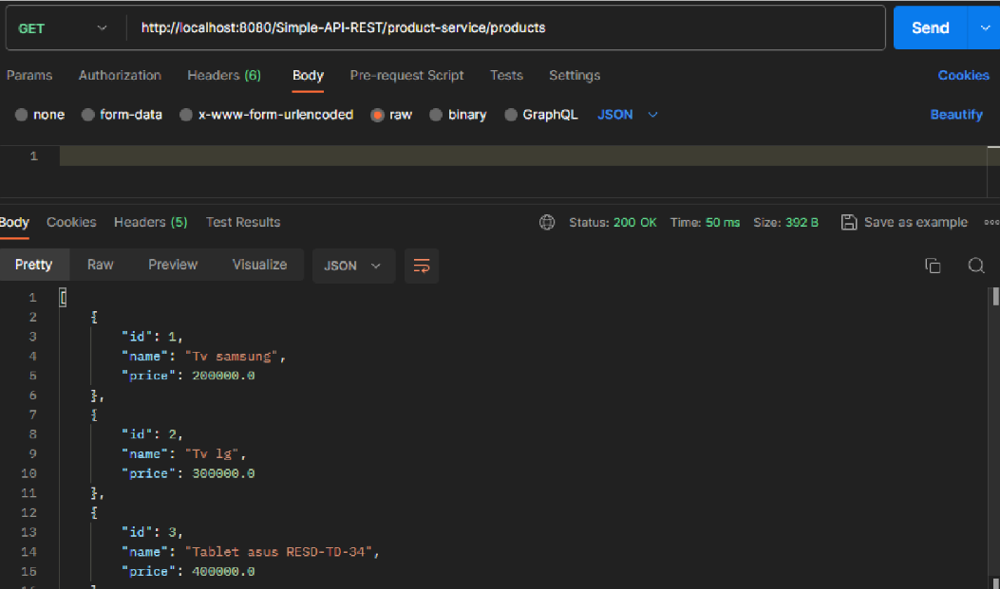 GET http://localhost:8080/Simple-API-REST/product-service/products Send
Params Authorization Headers (6) Body Pre-request Script Tests Settings Cookies
none form-data x-www-form-urlencoded raw binary GraphQL JSON Beautify
1
Body Cookies Headers (5) Test Results Status: 200 OK Time: 50 ms Size: 392 B Save as example
Pretty Raw Preview Visualize JSON
1 [
2 {
3 "id": 1,
4 "name": "Tv samsung",
5 "price": 200000.0
6 },
7 {
8 "id": 2,
9 "name": "Tv lg",
10 "price": 300000.0
11 },
12 {
13 "id": 3,
14 "name": "Tablet asus RESD-TD-34",
15 "price": 400000.0